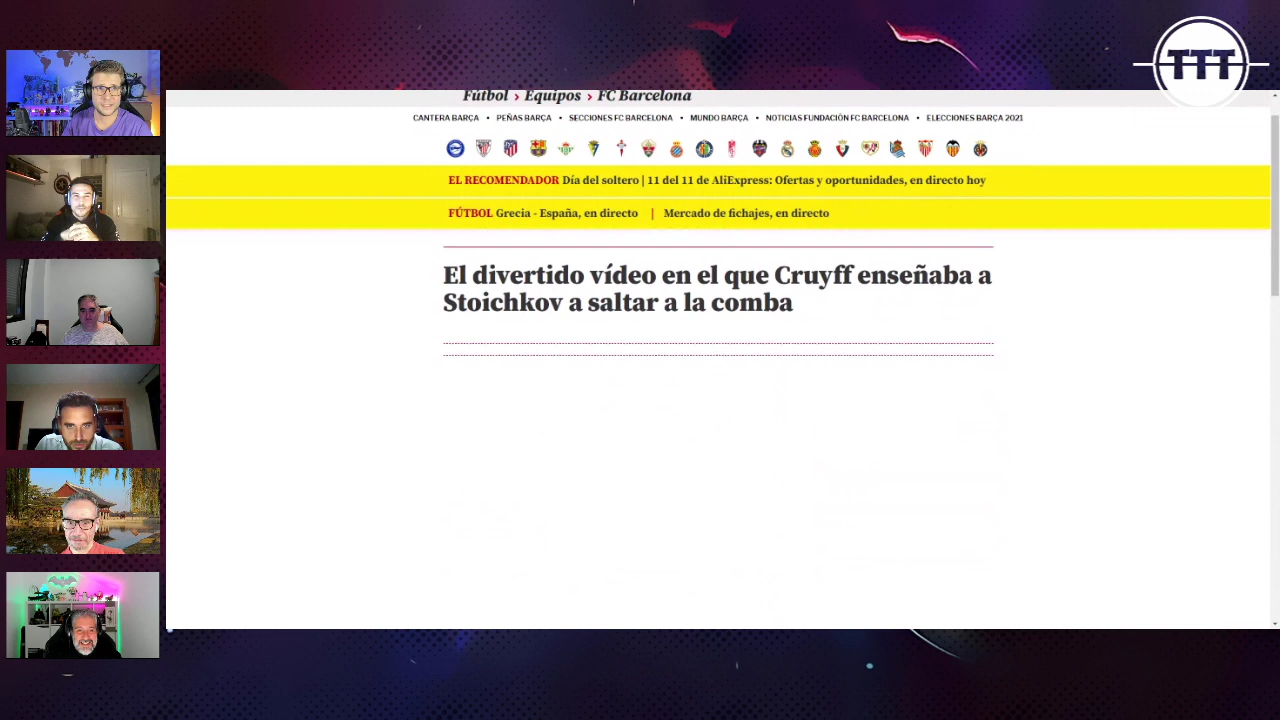 TTT
Fútbol > Equipos > FC Barcelona
CANTERA BARÇA • PEÑAS BARÇA • SECCIONES FC BARCELONA • MUNDO BARÇA • NOTICIAS FUNDACIÓN FC BARCELONA • ELECCIONES BARÇA 2021
EL RECOMENDADOR Día del soltero | 11 del 11 de AliExpress: Ofertas y oportunidades, en directo hoy
FÚTBOL Grecia - España, en directo | Mercado de fichajes, en directo
El divertido vídeo en el que Cruyff enseñaba a
Stoichkov a saltar a la comba